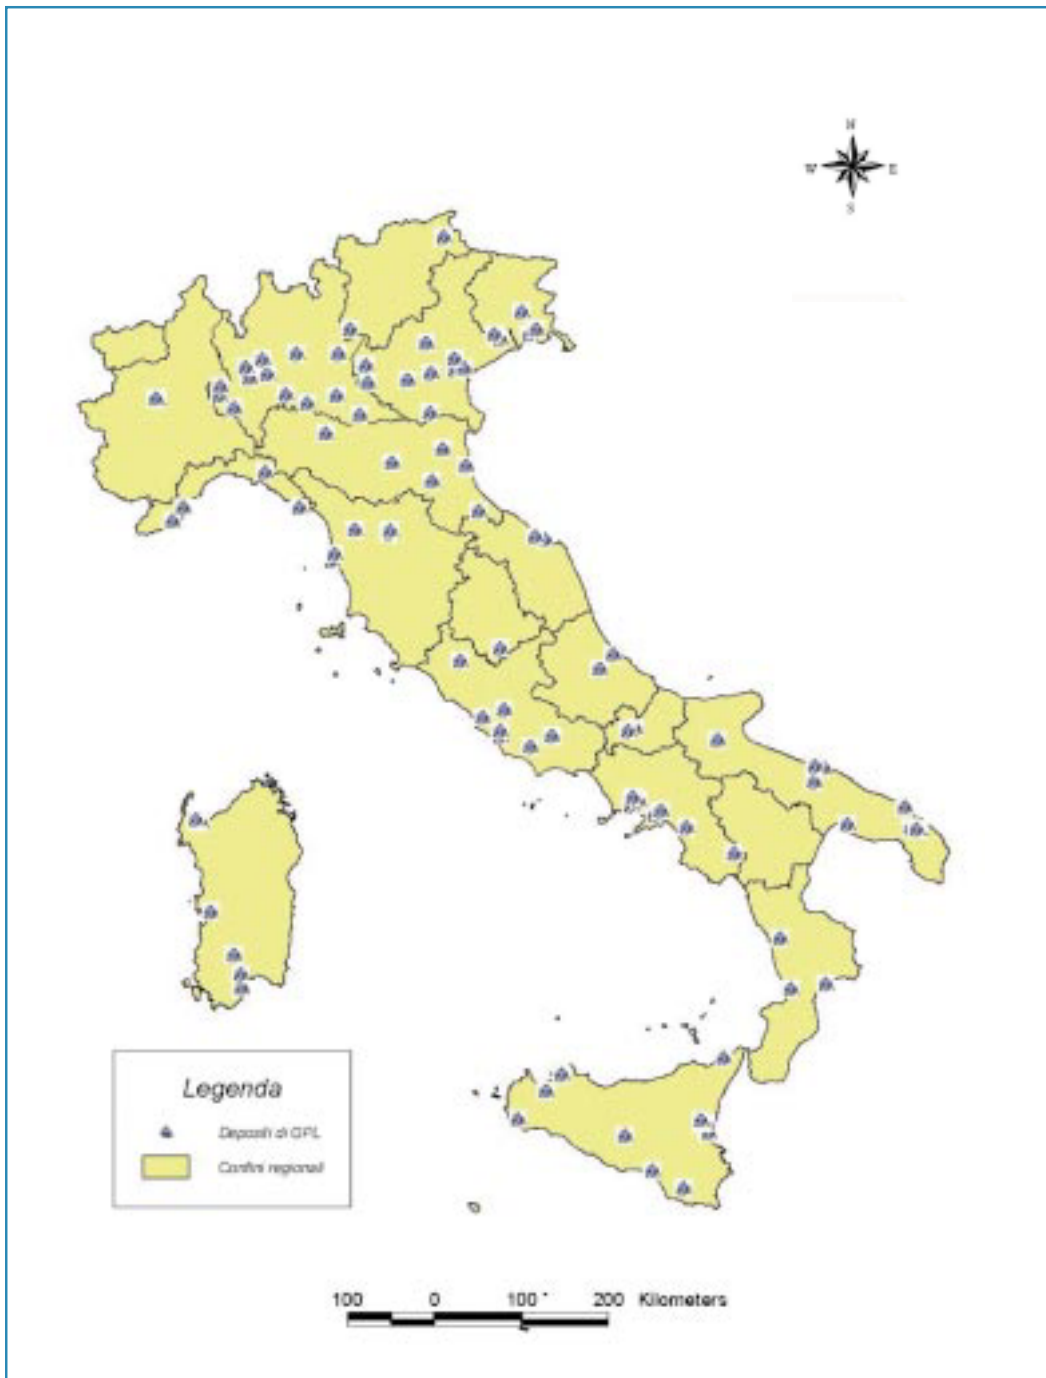 N
W E
S
Legenda
Depositi di GPL
Confini regionali
100 0 100 200 Kilometers